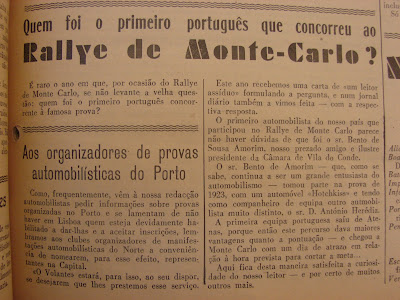 Quem foi o primeiro português que concorreu ao
Rallye de Monte-Carlo?
É raro o ano em que, por ocasião do Rallye
de Monte Carlo, se não levante a velha ques-
tão: quem foi o primeiro português concor-
rente à famosa prova?
Aos organizadores de provas
automobilísticas do Porto
Como, frequentemente, vêm à nossa redacção
automobilistas pedir informações sobre provas
organizadas no Porto e se lamentam de não
haver em Lisboa quem esteja devidamente ha-
bilitado a dar-lhes e a aceitar inscrições, lem-
bramos aos clubes organizadores de manifes-
tações automobilísticas do Norte a conveniên-
cia de nomearem, para esse efeito, represen-
tantes na Capital.
«O Volante» estará, para isso, ao seu dispor,
se desejarem que lhes prestemos esse serviço.
Este ano recebemos uma carta de «um leitor
assíduo» formulando a pergunta, e num jornal
diário também a vimos feita — com a respec-
tiva resposta.
O primeiro automobilista do nosso país que
participou no Rallye de Monte Carlo parece
não haver dúvidas de que foi o sr. Bento de
Sousa Amorim, nosso prezado amigo e ilustre
presidente da Câmara de Vila do Conde.
O sr. Bento de Amorim — que, como se
sabe, continua a ser um grande entusiasta do
automobilismo — tomou parte na prova de
1923, com um automóvel «Hotchkiss» e tendo
como companheiro de equipa outro automobi-
lista muito distinto, o sr. D. António Herédia.
A primeira equipa portuguesa saíu de Ate-
nas, porque então este percurso dava maiores
vantagens quanto a pontuação — e chegou a
Monte Carlo com um dia de atraso em rela-
ção à hora prevista para cortar a meta...
Aqui fica desta maneira satisfeita a curiosi-
dade do nosso leitor — e por certo de muitos
outros mais.